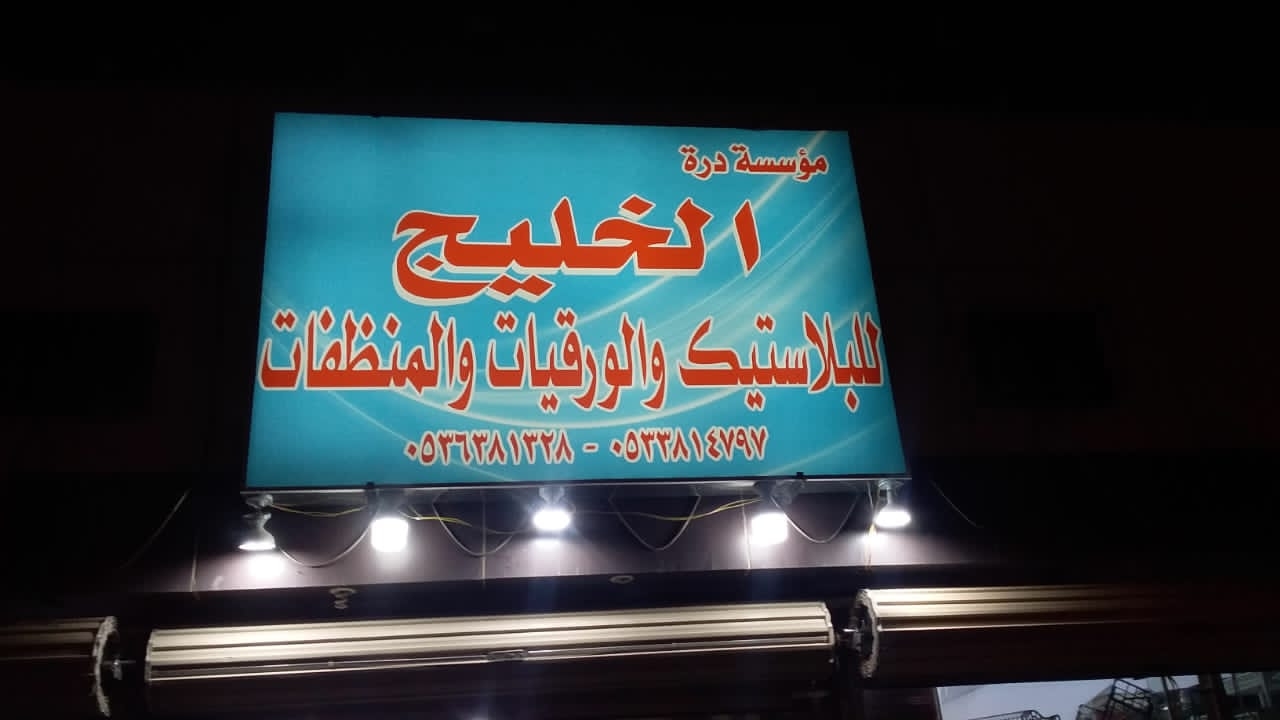 مؤسسة درة
الخليج
للبلاستيك والورقيات والمنظفات
٠٥٣٦٣٨١٣٢٨ - ٠٥٣٣٨١٤٧٩٧